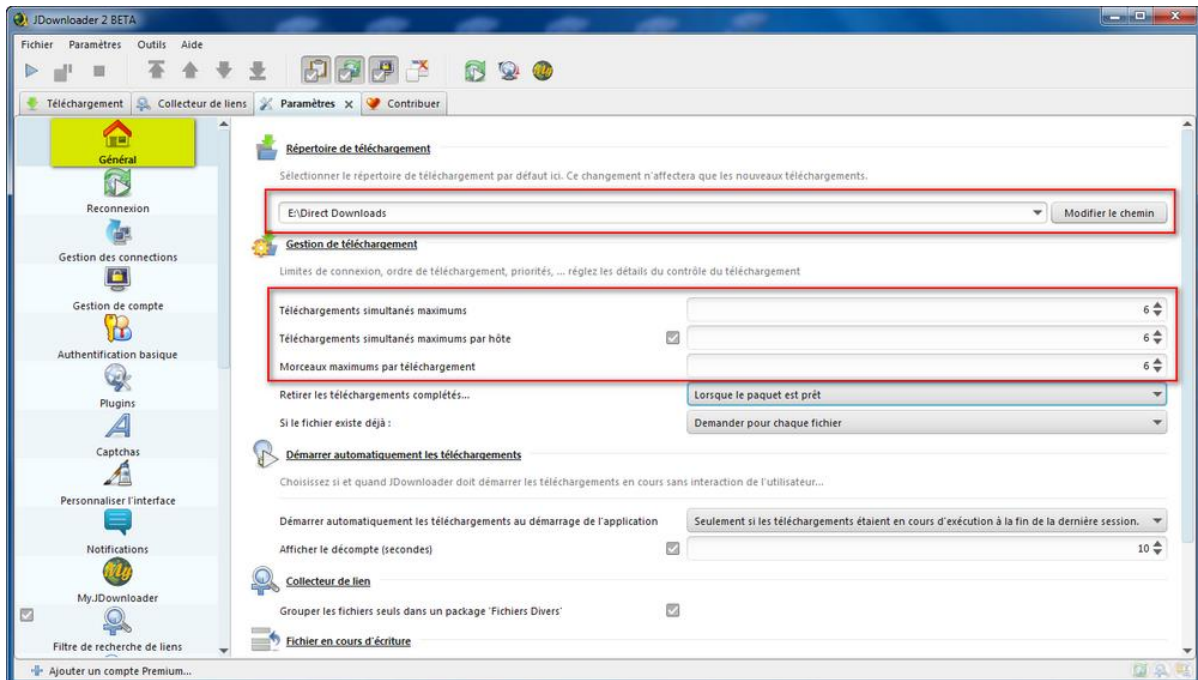 JDownloader 2 BETA
Fichier Paramètres Outils Aide
Téléchargement Collecteur de liens Paramètres x Contribuer
Général
Reconnexion
Gestion des connections
Gestion de compte
Authentification basique
Plugins
Captchas
Personnaliser l'interface
Notifications
My.JDownloader
Filtre de recherche de liens
Répertoire de téléchargement
Sélectionner le répertoire de téléchargement par défaut ici. Ce changement n'affectera que les nouveaux téléchargements.
E:\Direct Downloads Modifier le chemin
Gestion de téléchargement
Limites de connexion, ordre de téléchargement, priorités, ... réglez les détails du contrôle du téléchargement
Téléchargements simultanés maximums 6
Téléchargements simultanés maximums par hôte 6
Morceaux maximums par téléchargement 6
Retirer les téléchargements complétés... Lorsque le paquet est prêt
Si le fichier existe déjà : Demander pour chaque fichier
Démarrer automatiquement les téléchargements
Choisissez si et quand JDownloader doit démarrer les téléchargements en cours sans interaction de l'utilisateur...
Démarrer automatiquement les téléchargements au démarrage de l'application Seulement si les téléchargements étaient en cours d'exécution à la fin de la dernière session.
Afficher le décompte (secondes) 10
Collecteur de lien
Grouper les fichiers seuls dans un package 'Fichiers Divers'
Fichier en cours d'écriture
Ajouter un compte Premium...